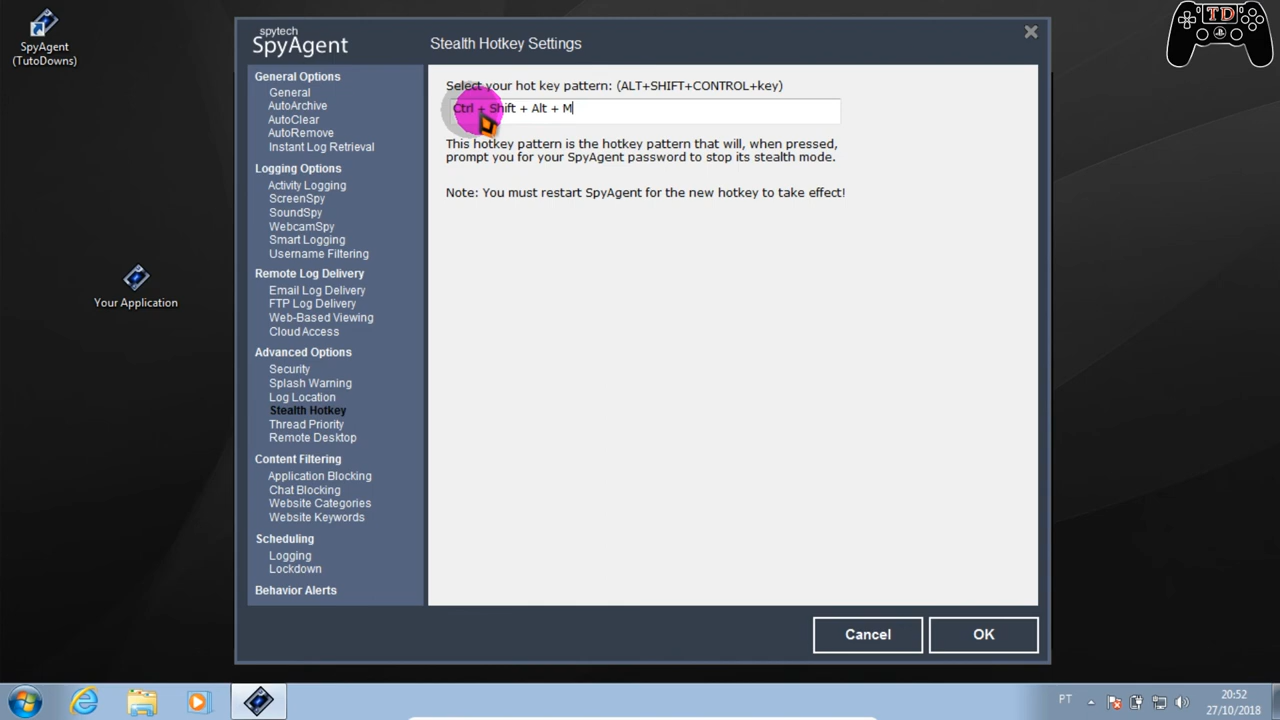 SpyAgent
(TutoDowns)
Your Application
spytech
SpyAgent
Stealth Hotkey Settings
General Options
General
AutoArchive
AutoClear
AutoRemove
Instant Log Retrieval
Logging Options
Activity Logging
ScreenSpy
SoundSpy
WebcamSpy
Smart Logging
Username Filtering
Remote Log Delivery
Email Log Delivery
FTP Log Delivery
Web-Based Viewing
Cloud Access
Advanced Options
Security
Splash Warning
Log Location
Stealth Hotkey
Thread Priority
Remote Desktop
Content Filtering
Application Blocking
Chat Blocking
Website Categories
Website Keywords
Scheduling
Logging
Lockdown
Behavior Alerts
Select your hot key pattern: (ALT+SHIFT+CONTROL+key)
Ctrl + Shift + Alt + M
This hotkey pattern is the hotkey pattern that will, when pressed,
prompt you for your SpyAgent password to stop its stealth mode.
Note: You must restart SpyAgent for the new hotkey to take effect!
Cancel
OK
TD
PT
20:52
27/10/2018